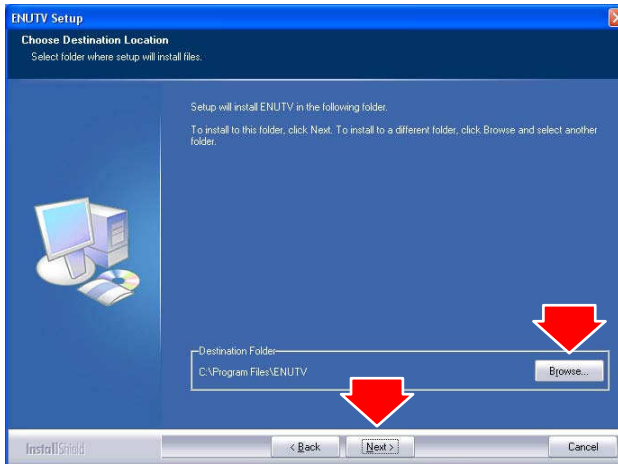 ENUTV Setup
Choose Destination Location
Select folder where setup will install files.
Setup will install ENUTV in the following folder.
To install to this folder, click Next. To install to a different folder, click Browse and select another
folder.
Destination Folder
C:\Program Files\ENUTV
Browse...
InstallShield
< Back
Next >
Cancel